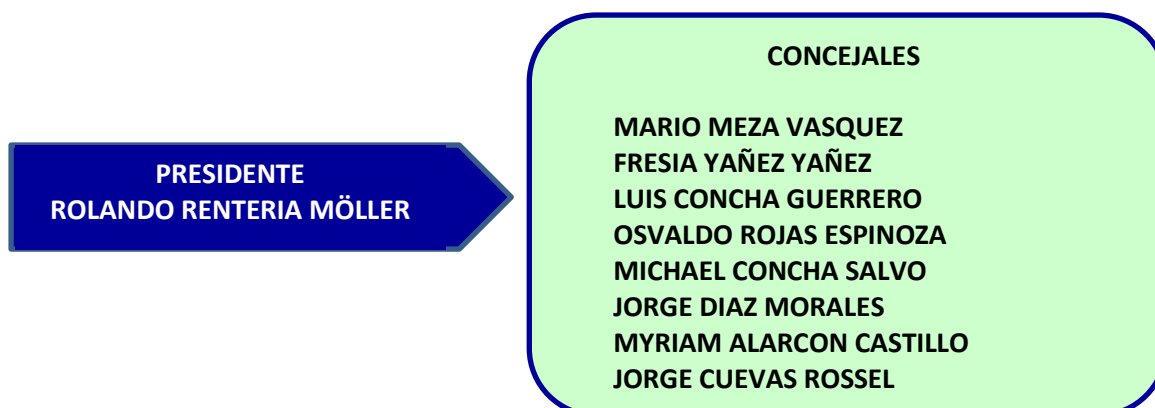 PRESIDENTE
ROLANDO RENTERIA MÖLLER
CONCEJALES
MARIO MEZA VASQUEZ
FRESIA YAÑEZ YAÑEZ
LUIS CONCHA GUERRERO
OSVALDO ROJAS ESPINOZA
MICHAEL CONCHA SALVO
JORGE DIAZ MORALES
MYRIAM ALARCON CASTILLO
JORGE CUEVAS ROSSEL